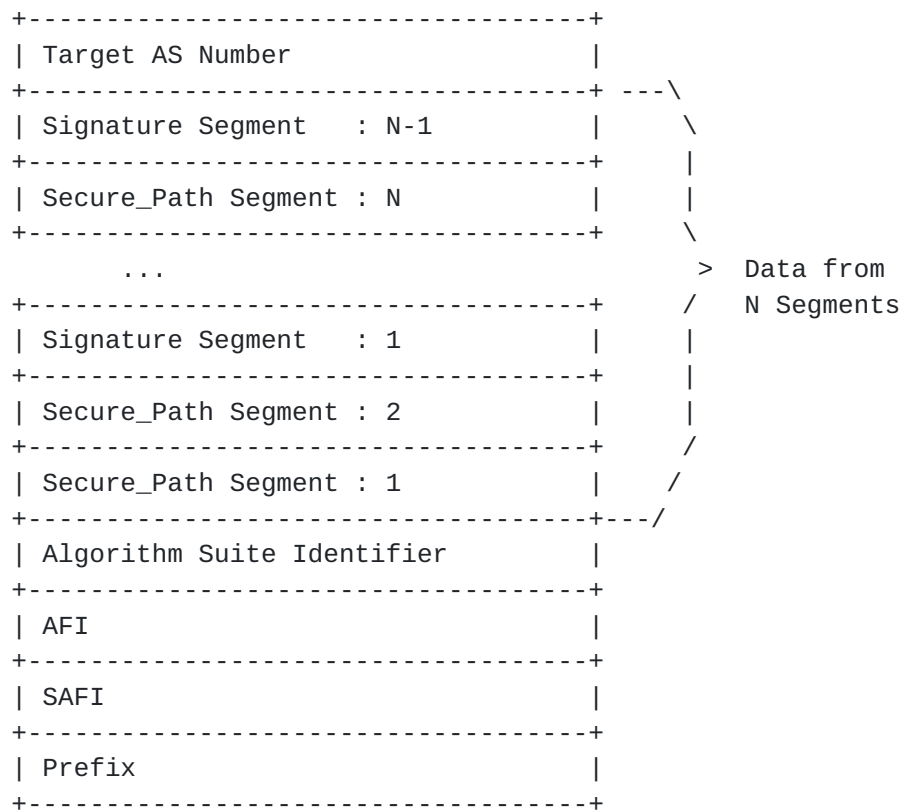 +------------------------------------+
| Target AS Number                   |
+------------------------------------+ ---\
| Signature Segment   : N-1          |     \
+------------------------------------+     |
| Secure_Path Segment : N            |     |
+------------------------------------+     \
       ...                                  >  Data from
+------------------------------------+     /   N Segments
| Signature Segment   : 1            |     |
+------------------------------------+     |
| Secure_Path Segment : 2            |     |
+------------------------------------+     /
| Secure_Path Segment : 1            |    /
+------------------------------------+---/
| Algorithm Suite Identifier         |
+------------------------------------+
| AFI                                |
+------------------------------------+
| SAFI                               |
+------------------------------------+
| Prefix                             |
+------------------------------------+